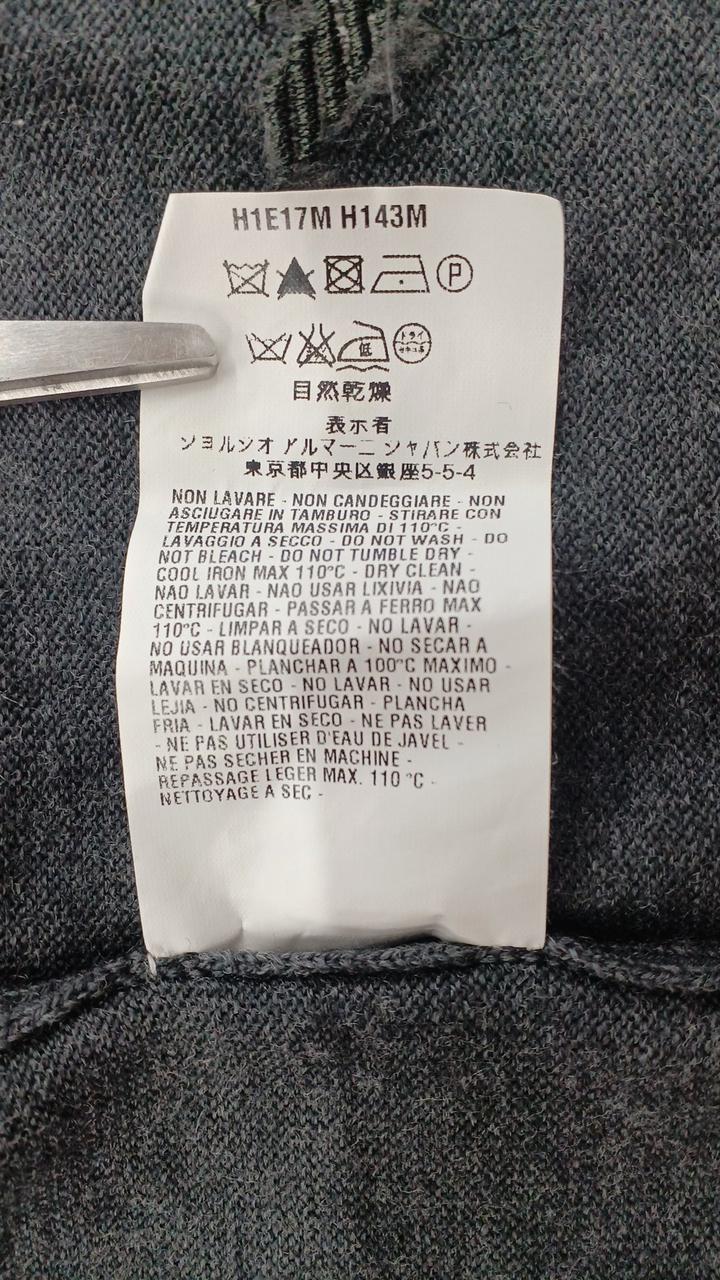 H1E17M H143M
P
低
ドライ
自然乾燥
表示者
ジョルジオ アルマーニ ジャパン株式会社
東京都中央区銀座5-5-4
NON LAVARE - NON CANDEGGIARE - NON
ASCIUGARE IN TAMBURO - STIRARE CON
TEMPERATURA MASSIMA DI 110°C -
LAVAGGIO A SECCO - DO NOT WASH - DO
NOT BLEACH - DO NOT TUMBLE DRY -
COOL IRON MAX 110°C - DRY CLEAN -
NAO LAVAR - NAO USAR LIXIVIA - NAO
CENTRIFUGAR - PASSAR A FERRO MAX
110°C - LIMPAR A SECO - NO LAVAR -
NO USAR BLANQUEADOR - NO SECAR A
MAQUINA - PLANCHAR A 100°C MAXIMO -
LAVAR EN SECO - NO LAVAR - NO USAR
LEJIA - NO CENTRIFUGAR - PLANCHA
FRIA - LAVAR EN SECO - NE PAS LAVER
- NE PAS UTILISER D'EAU DE JAVEL -
NE PAS SECHER EN MACHINE -
REPASSAGE LEGER MAX. 110 °C -
NETTOYAGE A SEC -